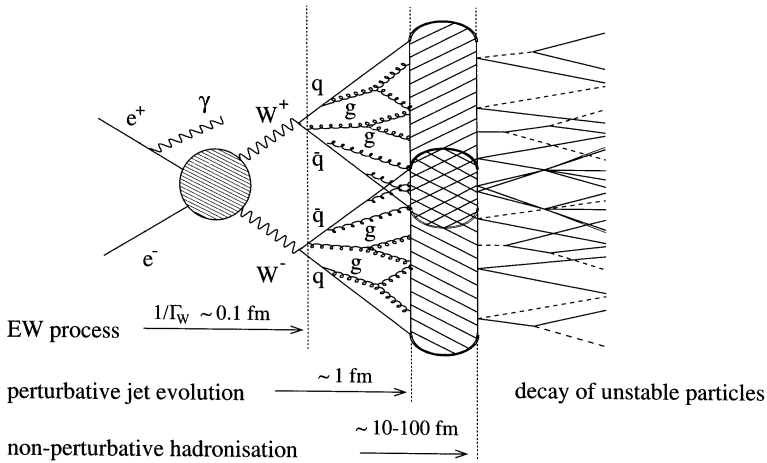 e⁺
γ
W⁺
q
g
g
q̄
e⁻
W⁻
q̄
g
g
q
EW process
1/Γ_W ~ 0.1 fm
perturbative jet evolution
~ 1 fm
decay of unstable particles
non-perturbative hadronisation
~ 10-100 fm